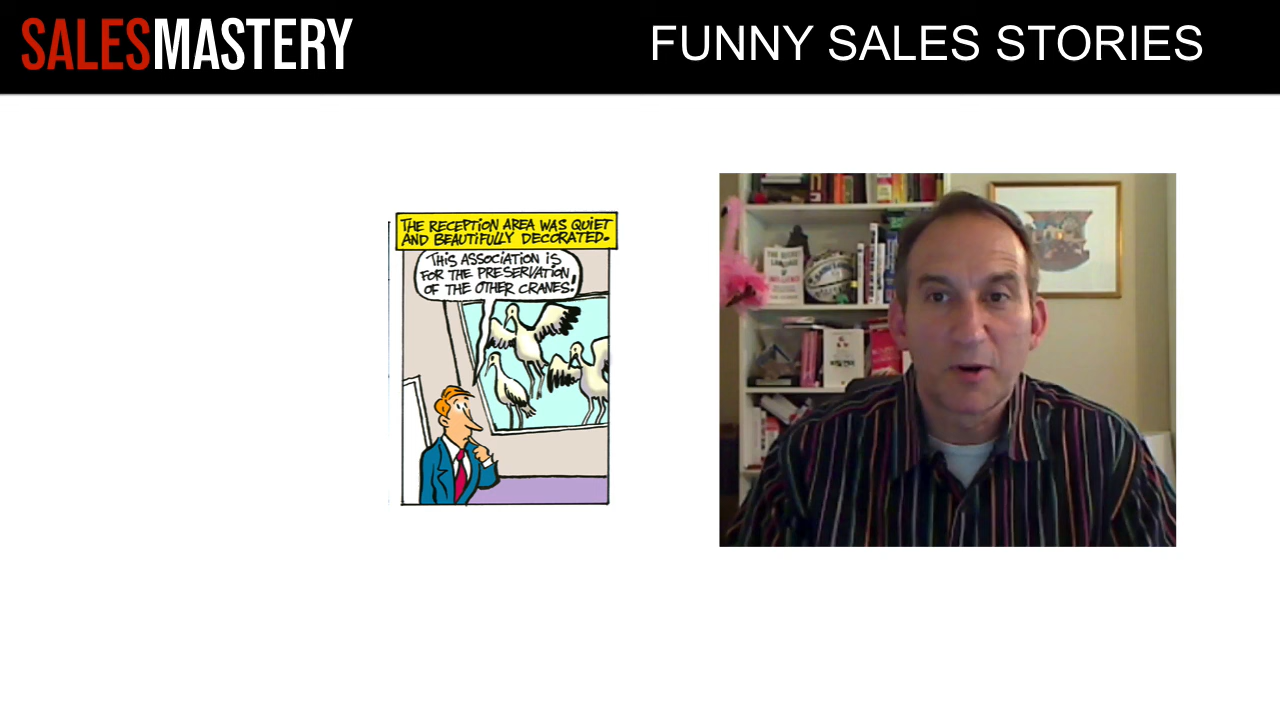 SALESMASTERY
FUNNY SALES STORIES
THE RECEPTION AREA WAS QUIET
AND BEAUTIFULLY DECORATED.
THIS ASSOCIATION IS
FOR THE PRESERVATION
OF THE OTHER CRANES!